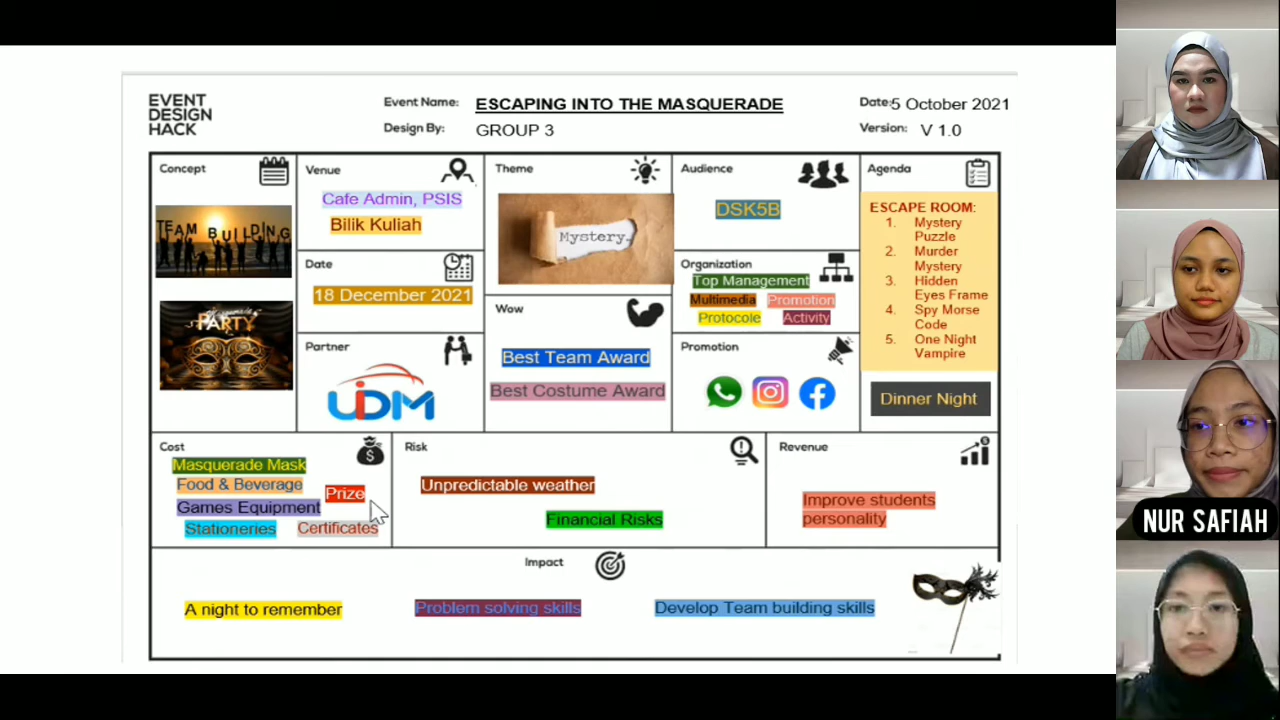 EVENT
DESIGN
HACK
Event Name: ESCAPING INTO THE MASQUERADE
Design By: GROUP 3
Date: 5 October 2021
Version: V 1.0
Concept
TEAM BUILDING
Masquerade
PARTY
Venue
Cafe Admin, PSIS
Bilik Kuliah
Date
18 December 2021
Partner
UIDM
Theme
Mystery
Wow
Best Team Award
Best Costume Award
Audience
DSK5B
Organization
Top Management
Multimedia Promotion
Protocole Activity
Promotion
Agenda
ESCAPE ROOM:
1. Mystery
Puzzle
2. Murder
Mystery
3. Hidden
Eyes Frame
4. Spy Morse
Code
5. One Night
Vampire
Dinner Night
Cost
Masquerade Mask
Food & Beverage
Prize
Games Equipment
Stationeries Certificates
Risk
Unpredictable weather
Financial Risks
Revenue
Improve students
personality
Impact
A night to remember
Problem solving skills
Develop Team building skills
NUR SAFIAH